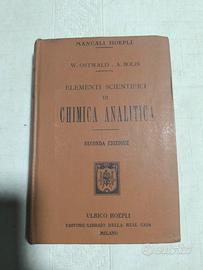 MANUALI HOEPLI
W. OSTWALD - A. BOLIS
ELEMENTI SCIENTIFICI
DI
CHIMICA ANALITICA
SECONDA EDIZIONE
ULRICO HOEPLI
EDITORE-LIBRAIO DELLA REAL CASA
MILANO
subito